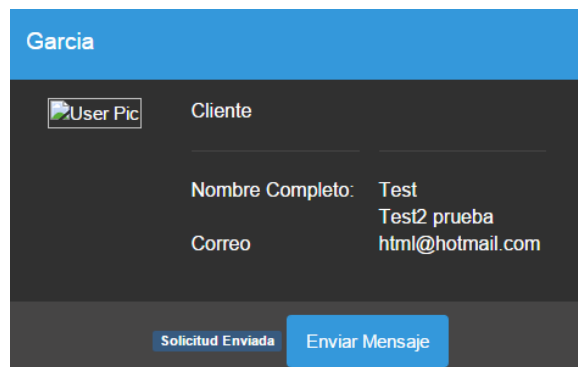 Garcia
User Pic
Cliente
Nombre Completo: Test
Test2 prueba
Correo html@hotmail.com
Solicitud Enviada Enviar Mensaje